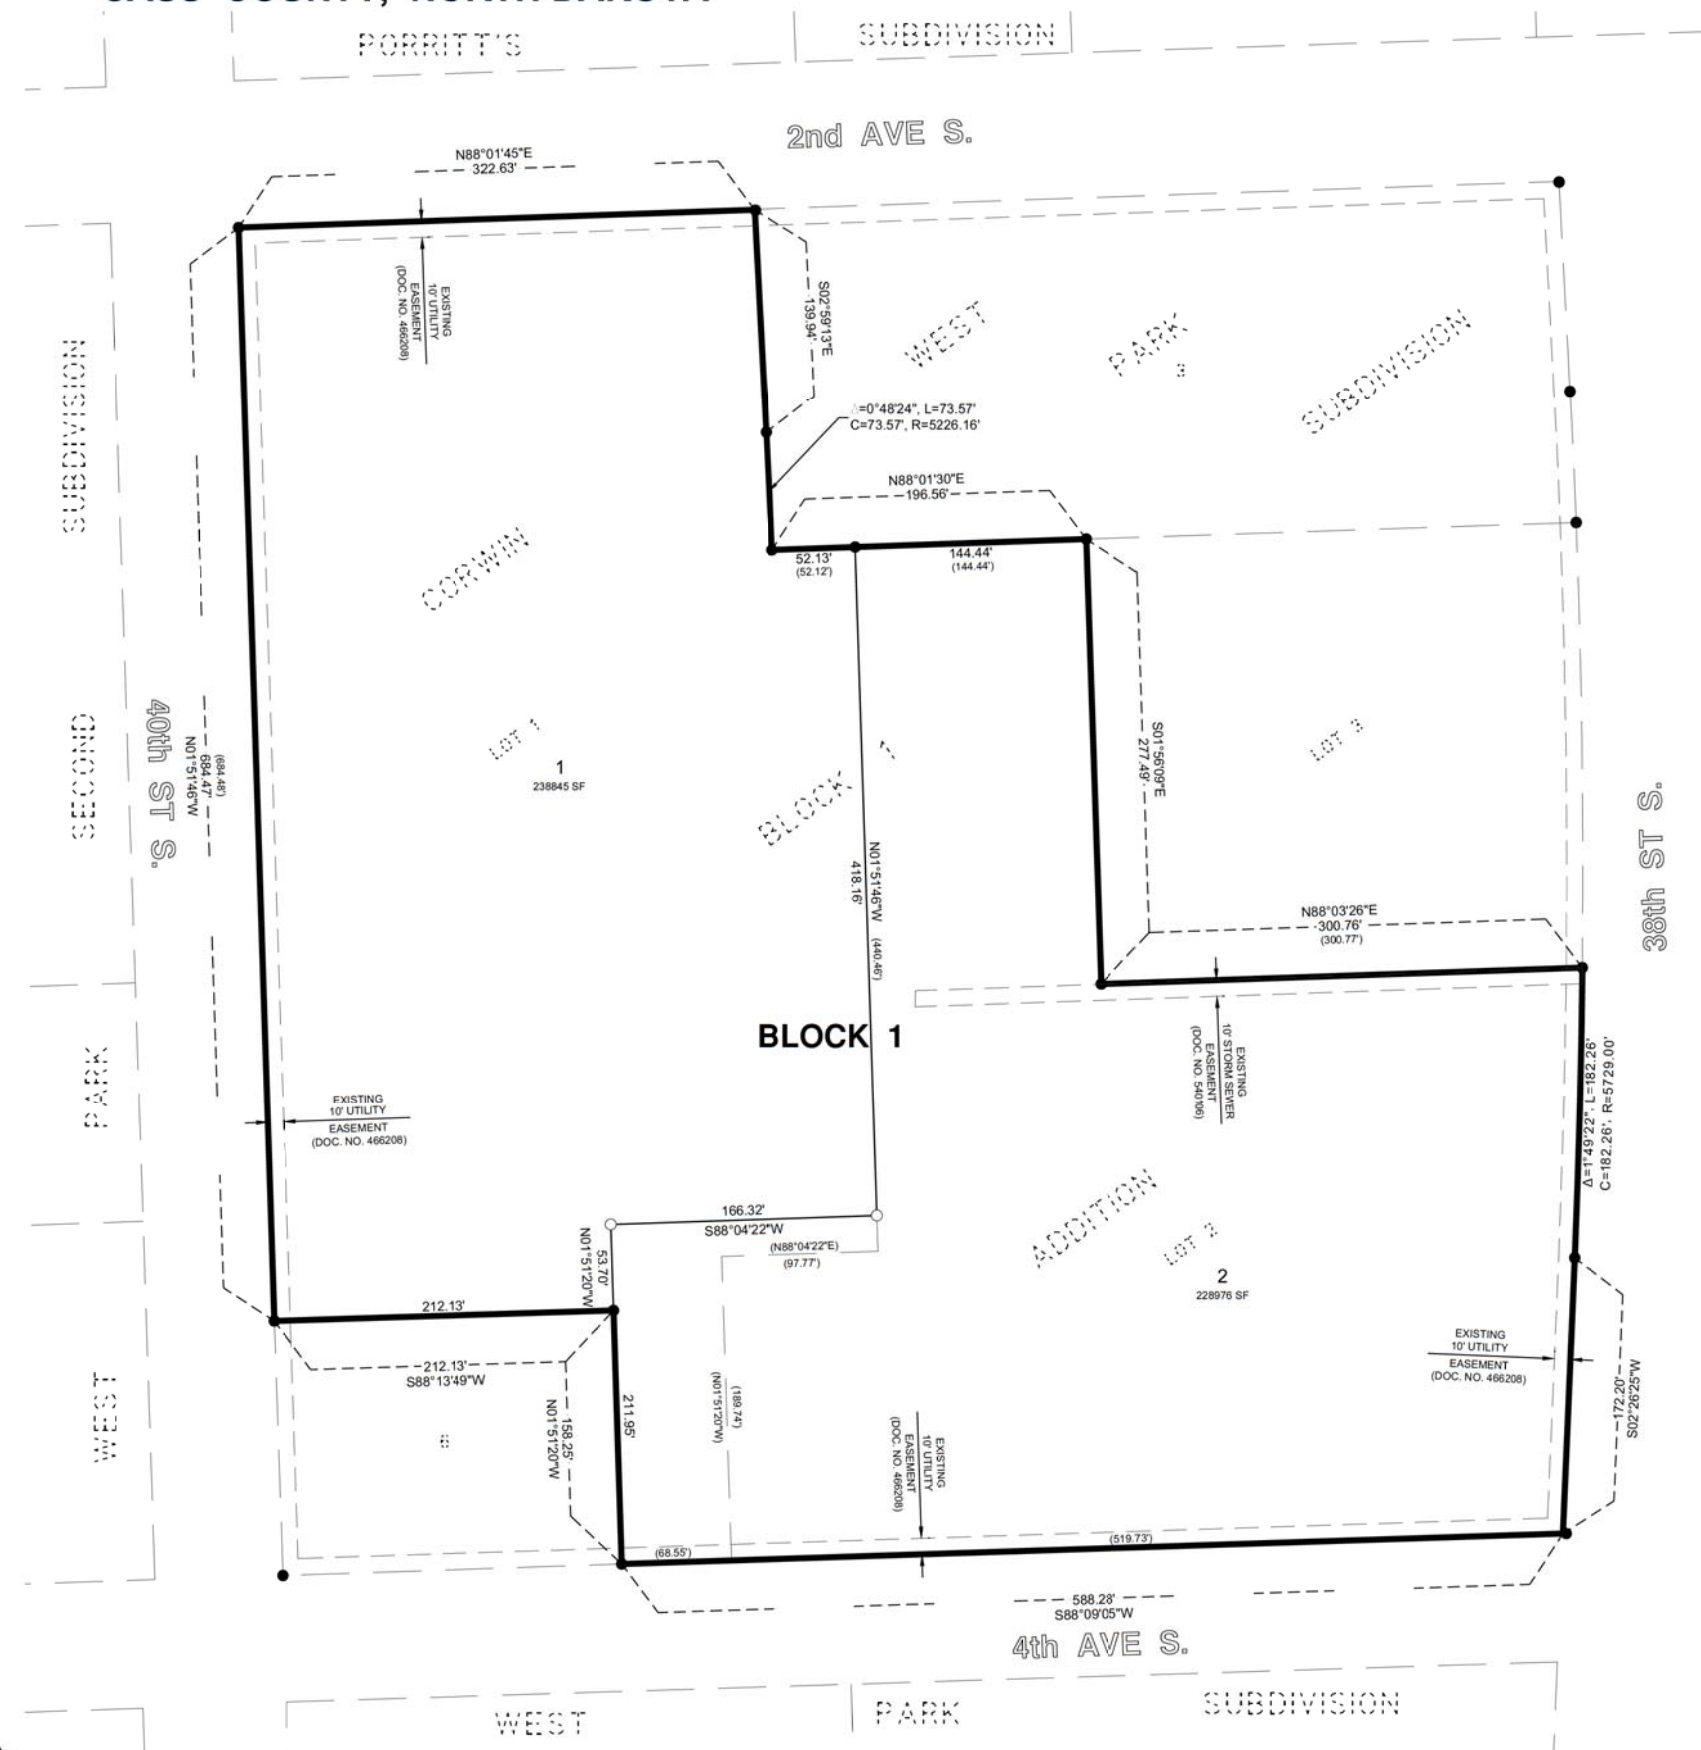 PORRITT'S
SUBDIVISION
2nd AVE S.
N88°01'45"E
322.63'
EXISTING
10' UTILITY
EASEMENT
(DOC. NO. 466208)
S02°59'13"E
139.94'
WEST
PARK
3
SUBDIVISION
Δ=0°48'24", L=73.57'
C=73.57', R=5226.16'
N88°01'30"E
196.56'
52.13'
(52.12')
144.44'
(144.44')
SUBDIVISION
SECOND
PARK
WEST
40th ST S.
(684.48')
684.47'
N01°51'46"W
CORWIN
LOT 1
1
238845 SF
BLOCK 1
N01°51'46"W (440.46')
418.16'
S01°56'09"E
277.49'
LOT 3
38th ST S.
N88°03'26"E
300.76'
(300.77')
BLOCK 1
EXISTING
10' STORM SEWER
EASEMENT
(DOC. NO. 540106)
Δ=1°49'22", L=182.26'
C=182.26', R=5729.00'
EXISTING
10' UTILITY
EASEMENT
(DOC. NO. 466208)
166.32'
S88°04'22"W
(N88°04'22"E)
(97.77')
53.70'
N01°51'20"W
ADDITION
LOT 2
2
228976 SF
212.13'
212.13'
S88°13'49"W
211.95'
158.25'
N01°51'20"W
(189.74')
(N01°51'20"W)
EXISTING
10' UTILITY
EASEMENT
(DOC. NO. 466208)
EXISTING
10' UTILITY
EASEMENT
(DOC. NO. 466208)
172.20'
S02°26'25"W
(68.55')
(519.73')
588.28'
S88°09'05"W
4th AVE S.
WEST
PARK
SUBDIVISION